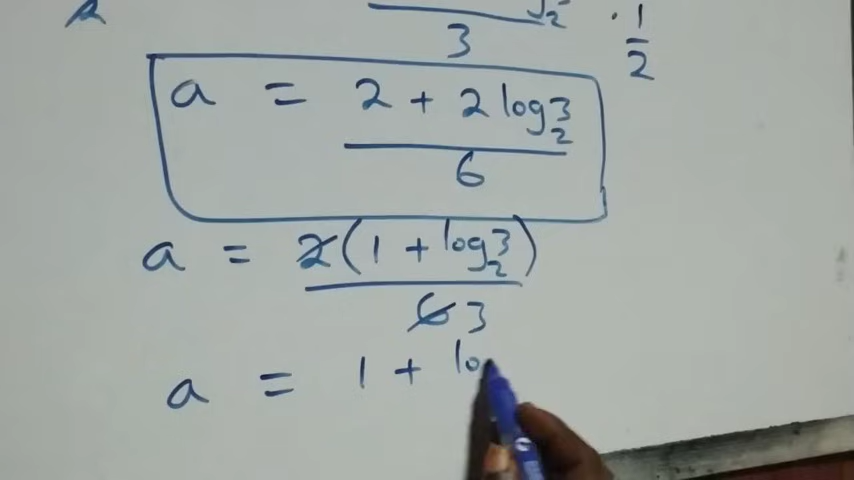 3 · 1/2
a = 2 + 2 log₂3
6
a = 2(1 + log₂3)
6 3
a = 1 + lo